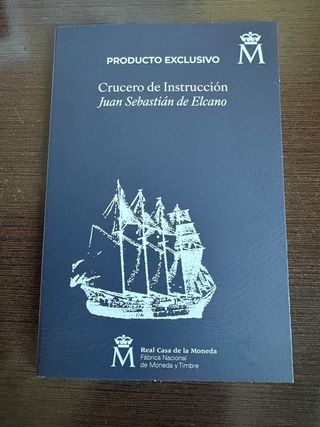 M
PRODUCTO EXCLUSIVO
Crucero de Instrucción
Juan Sebastián de Elcano
M
Real Casa de la Moneda
Fábrica Nacional
de Moneda y Timbre